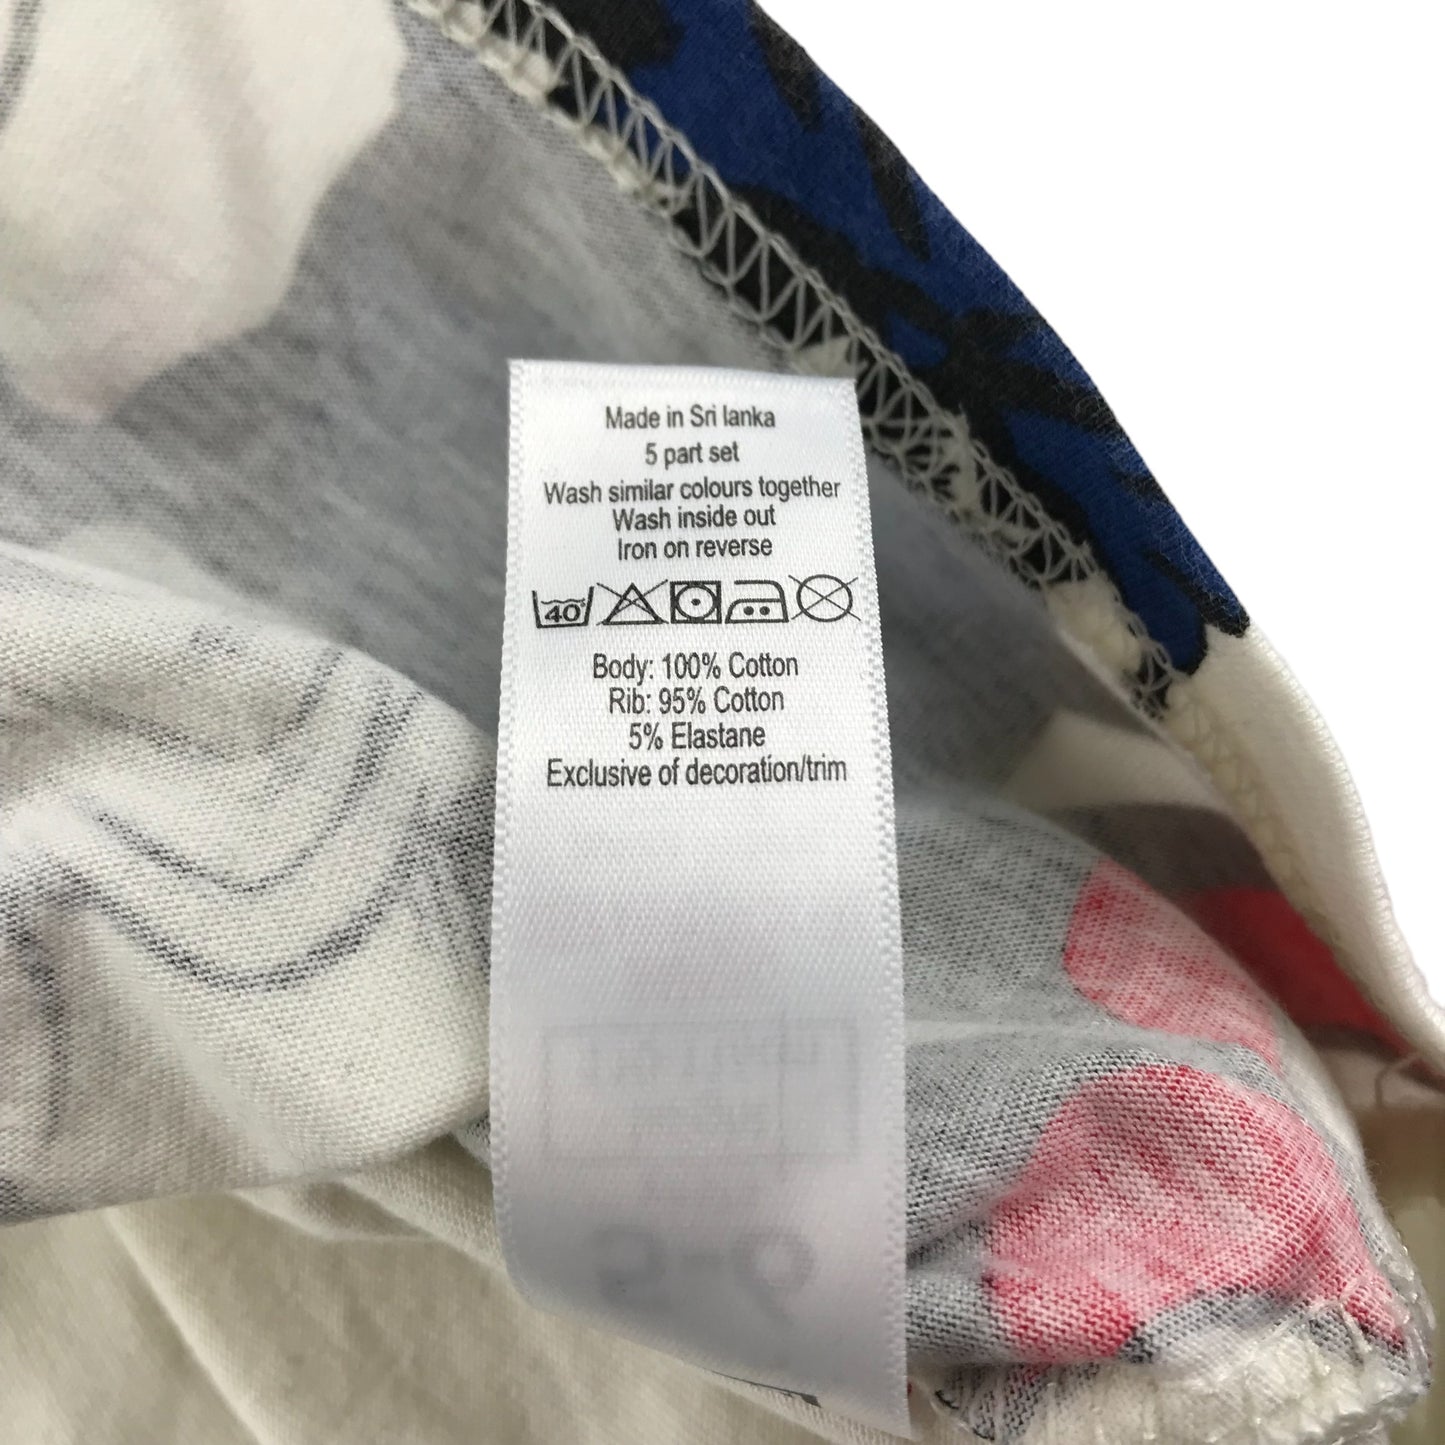 Made in Sri lanka
5 part set
Wash similar colours together
Wash inside out
Iron on reverse
40
Body: 100% Cotton
Rib: 95% Cotton
5% Elastane
Exclusive of decoration/trim